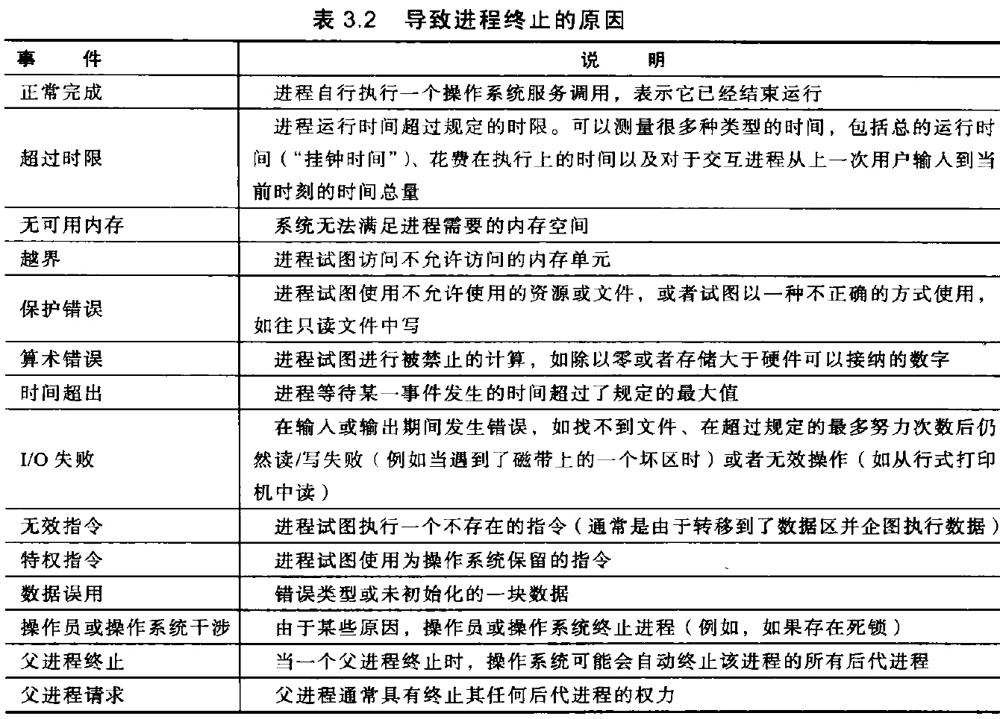 表 3.2 导致进程终止的原因
事 件 说 明
正常完成 进程自行执行一个操作系统服务调用，表示它已经结束运行
超过时限 进程运行时间超过规定的时限。可以测量很多种类型的时间，包括总的运行时
间（“挂钟时间”）、花费在执行上的时间以及对于交互进程从上一次用户输入到当
前时刻的时间总量
无可用内存 系统无法满足进程需要的内存空间
越界 进程试图访问不允许访问的内存单元
保护错误 进程试图使用不允许使用的资源或文件，或者试图以一种不正确的方式使用，
如往只读文件中写
算术错误 进程试图进行被禁止的计算，如除以零或者存储大于硬件可以接纳的数字
时间超出 进程等待某一事件发生的时间超过了规定的最大值
I/O 失败 在输入或输出期间发生错误，如找不到文件、在超过规定的最多努力次数后仍
然读/写失败（例如当遇到了磁带上的一个坏区时）或者无效操作（如从行式打印
机中读）
无效指令 进程试图执行一个不存在的指令（通常是由于转移到了数据区并企图执行数据）
特权指令 进程试图使用为操作系统保留的指令
数据误用 错误类型或未初始化的一块数据
操作员或操作系统干涉 由于某些原因，操作员或操作系统终止进程（例如，如果存在死锁）
父进程终止 当一个父进程终止时，操作系统可能会自动终止该进程的所有后代进程
父进程请求 父进程通常具有终止其任何后代进程的权力